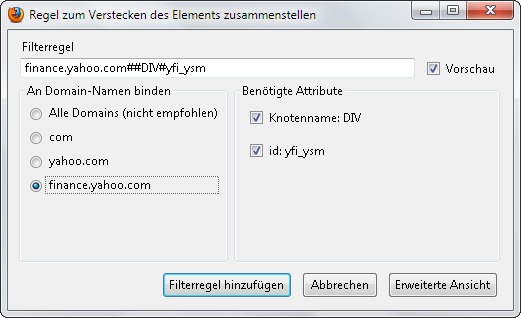 Regel zum Verstecken des Elements zusammenstellen
Filterregel
finance.yahoo.com##DIV#yfi_ysm
Vorschau
An Domain-Namen binden
Alle Domains (nicht empfohlen)
com
yahoo.com
finance.yahoo.com
Benötigte Attribute
Knotenname: DIV
id: yfi_ysm
Filterregel hinzufügen
Abbrechen
Erweiterte Ansicht